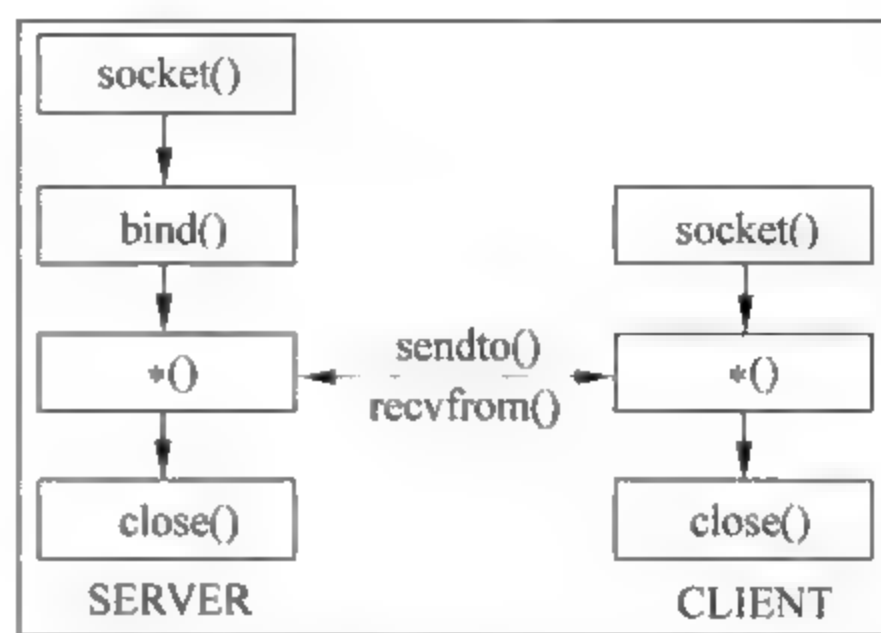 socket()
bind()
socket()
*()
sendto()
recvfrom()
*()
close()
close()
SERVER
CLIENT